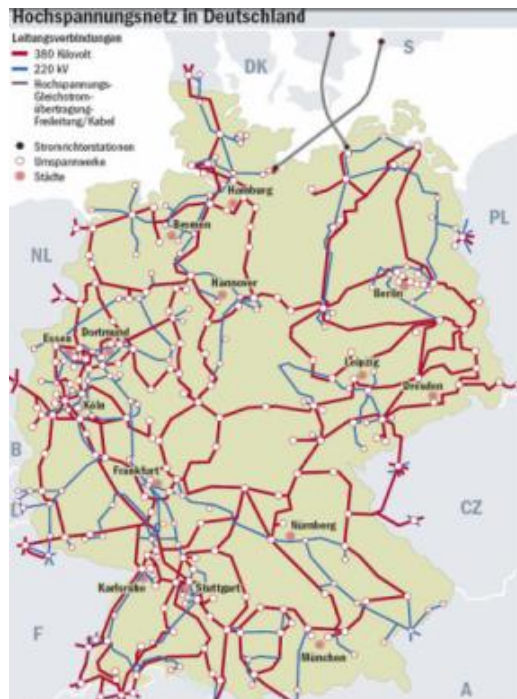 Hochspannungsnetz in Deutschland
Leitungsverbindungen
380 Kilovolt
220 kV
Hochspannungs-
Gleichstrom-
übertragung-
Freileitung/Kabel
Stromrichterstationen
Umspannwerke
Städte
DK
S
Hamburg
Bremen
PL
NL
Hannover
Berlin
Essen
Dortmund
Leipzig
Dresden
Köln
B
Frankfurt
L
CZ
Nürnberg
Karlsruhe
Stuttgart
F
München
A